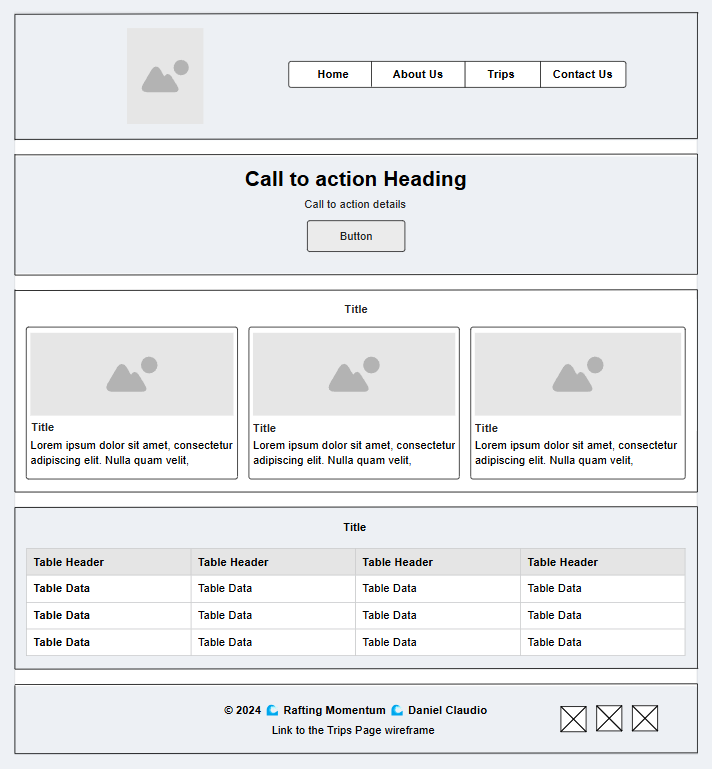 Home About Us Trips Contact Us
Call to action Heading
Call to action details
Button
Title
Title
Lorem ipsum dolor sit amet, consectetur
adipiscing elit. Nulla quam velit,
Title
Lorem ipsum dolor sit amet, consectetur
adipiscing elit. Nulla quam velit,
Title
Lorem ipsum dolor sit amet, consectetur
adipiscing elit. Nulla quam velit,
Title
Table Header Table Header Table Header Table Header
Table Data Table Data Table Data Table Data
Table Data Table Data Table Data Table Data
Table Data Table Data Table Data Table Data
© 2024 🌊 Rafting Momentum 🌊 Daniel Claudio
Link to the Trips Page wireframe